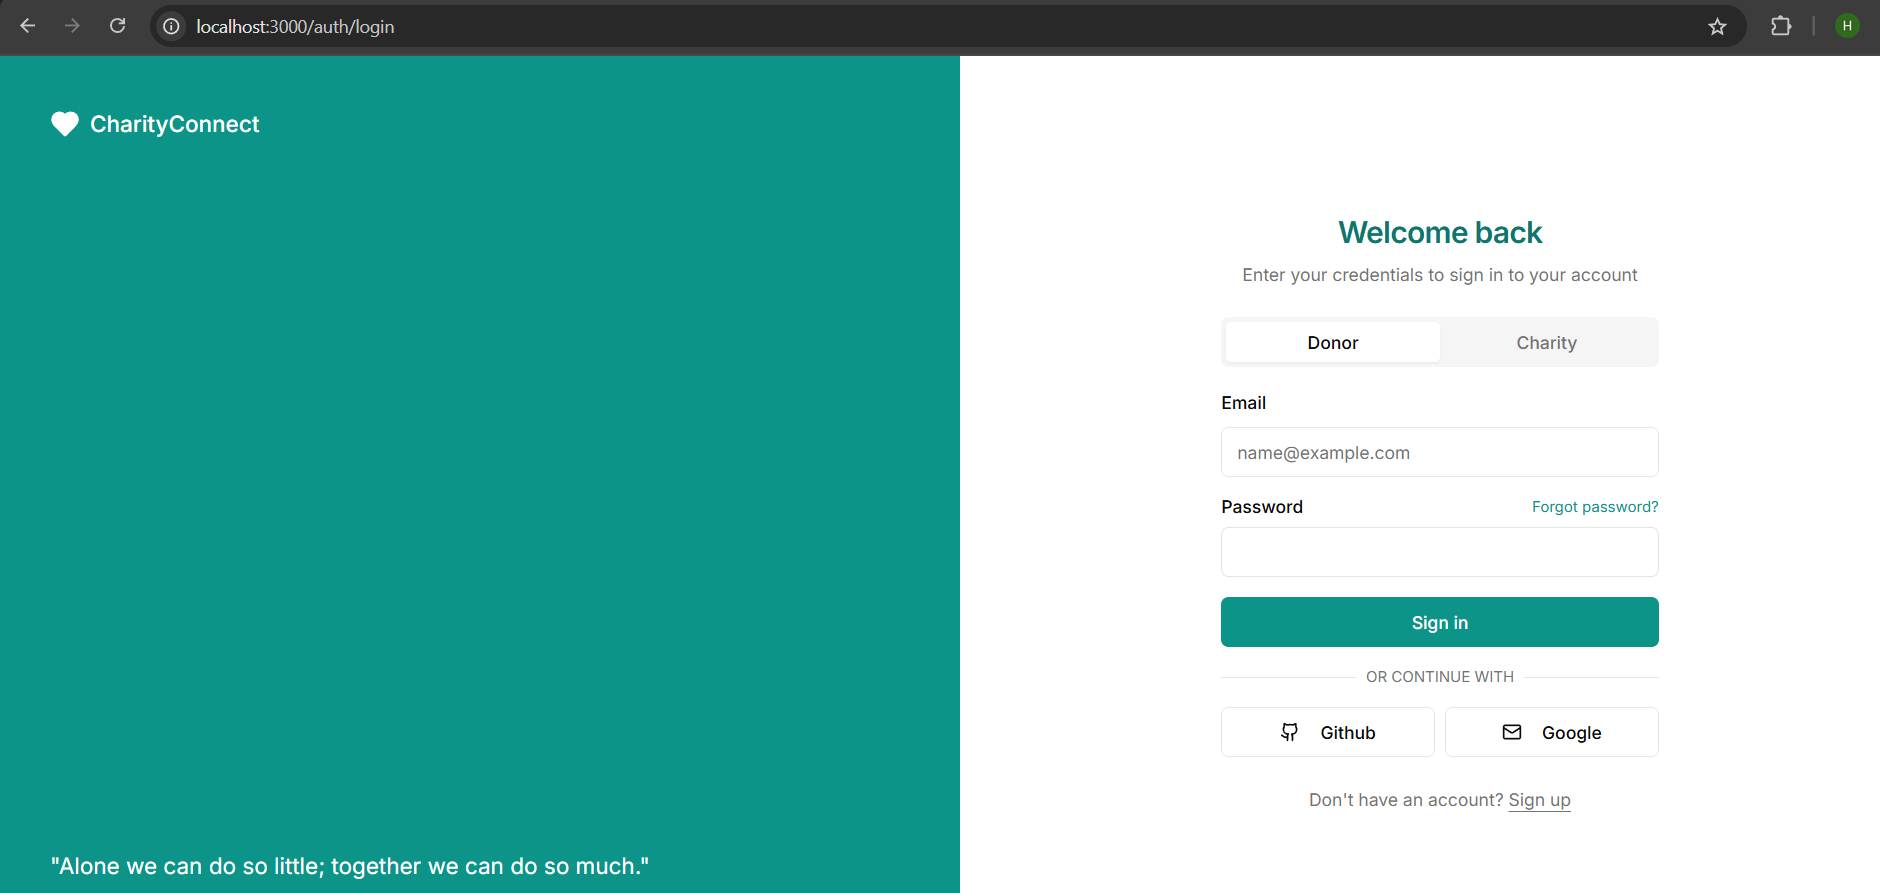 localhost:3000/auth/login
H
CharityConnect
"Alone we can do so little; together we can do so much."
Welcome back
Enter your credentials to sign in to your account
Donor Charity
Email
name@example.com
Password Forgot password?
Sign in
OR CONTINUE WITH
Github Google
Don't have an account? Sign up